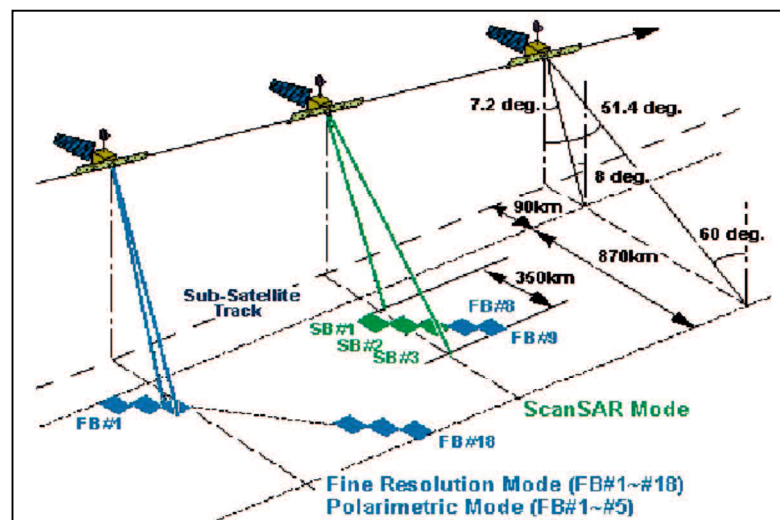 7.2 deg.
51.4 deg.
8 deg.
90km
60 deg.
870km
350km
Sub-Satellite
Track
SB#1
SB#2
SB#3
FB#8
FB#9
FB#1
FB#18
ScanSAR Mode
Fine Resolution Mode (FB#1~#18)
Polarimetric Mode (FB#1~#5)